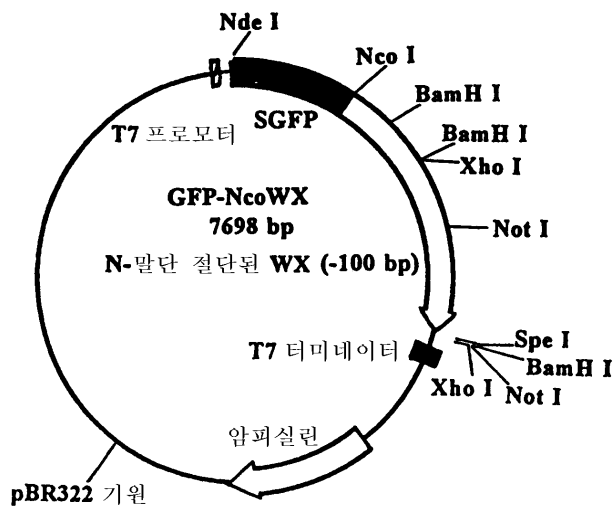 Nde I
Nco I
BamH I
SGFP
BamH I
Xho I
T7 프로모터
GFP-NcoWX
7698 bp
N-말단 절단된 WX (-100 bp)
Not I
Spe I
BamH I
Not I
Xho I
T7 터미네이터
암피실린
pBR322 기원